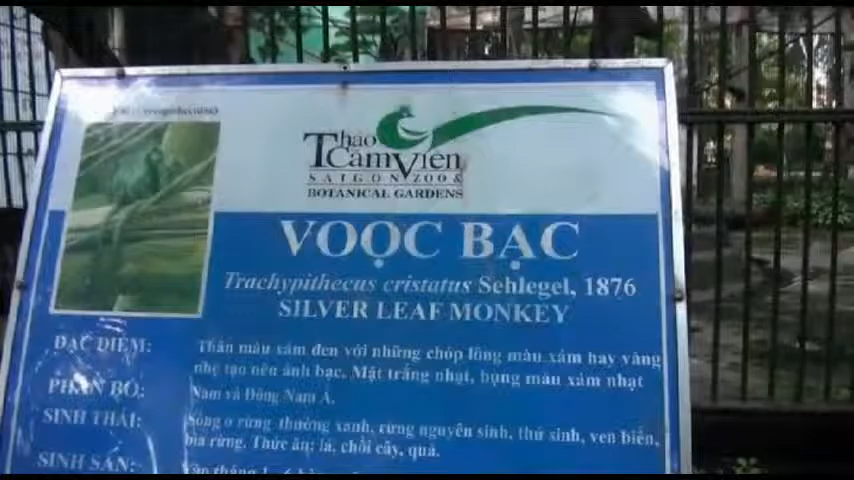 Thảo
Cầm Viên
SAIGON ZOO &
BOTANICAL GARDENS
VOỌC BẠC
Trachypithecus cristatus Sehlegel, 1876
SILVER LEAF MONKEY
ĐẶC DIỂM: Thân màu xám đen với những chóp lông màu xám hay vàng
nhẹ tạo nên ánh bạc. Mặt trắng nhạt, bụng màu xám nhạt
PHÂN BỐ: Nam và Đông Nam Á.
SINH THÁI: Sống ở rừng thường xanh, rừng nguyên sinh, thứ sinh, ven biển,
bìa rừng. Thức ăn: lá, chồi cây, quả.
SINH SẢN: